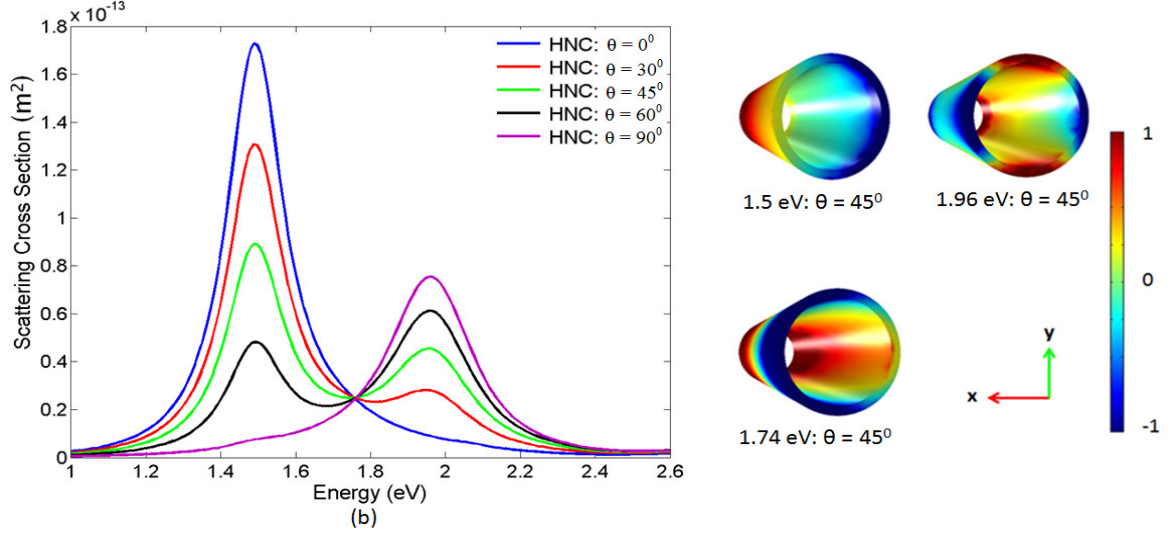 x 10⁻¹³
1.8
1.6
1.4
1.2
1
0.8
0.6
0.4
0.2
0
Scattering Cross Section (m²)
HNC: θ = 0⁰
HNC: θ = 30⁰
HNC: θ = 45⁰
HNC: θ = 60⁰
HNC: θ = 90⁰
1 1.2 1.4 1.6 1.8 2 2.2 2.4 2.6
Energy (eV)
(b)
1.5 eV: θ = 45⁰
1.96 eV: θ = 45⁰
1.74 eV: θ = 45⁰
y
x
1
0
-1